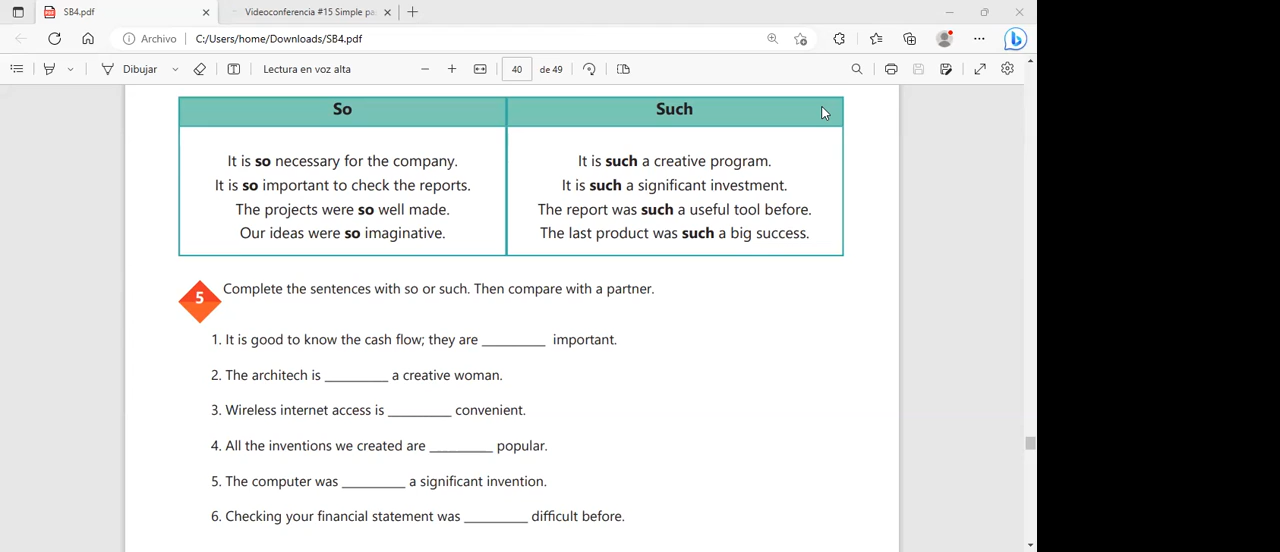 SB4.pdf
Videoconferencia #15 Simple pa
Archivo
C:/Users/home/Downloads/SB4.pdf
Dibujar
Lectura en voz alta
40
de 49
So
Such
It is so necessary for the company.
It is such a creative program.
It is so important to check the reports.
It is such a significant investment.
The projects were so well made.
The report was such a useful tool before.
Our ideas were so imaginative.
The last product was such a big success.
5
Complete the sentences with so or such. Then compare with a partner.
1. It is good to know the cash flow; they are _________ important.
2. The architech is _________ a creative woman.
3. Wireless internet access is _________ convenient.
4. All the inventions we created are _________ popular.
5. The computer was _________ a significant invention.
6. Checking your financial statement was _________ difficult before.